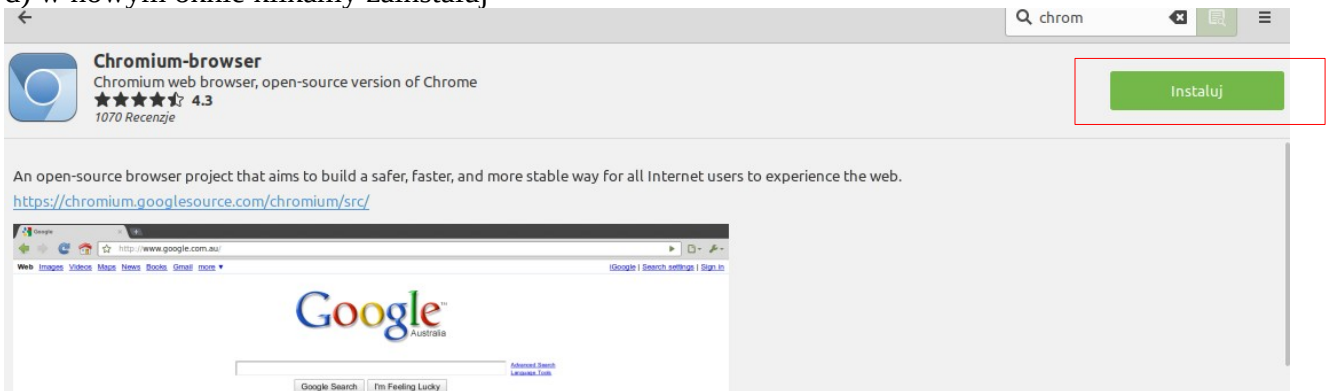 d) w nowym oknie klikamy zainstaluj
chrom
Chromium-browser
Chromium web browser, open-source version of Chrome
4.3
1070 Recenzje
Instaluj
An open-source browser project that aims to build a safer, faster, and more stable way for all Internet users to experience the web.
https://chromium.googlesource.com/chromium/src/
Google
http://www.google.com.au/
Web Images Videos Maps News Books Gmail more ▼
iGoogle | Search settings | Sign in
Google™
Australia
Advanced Search
Language Tools
Google Search I'm Feeling Lucky